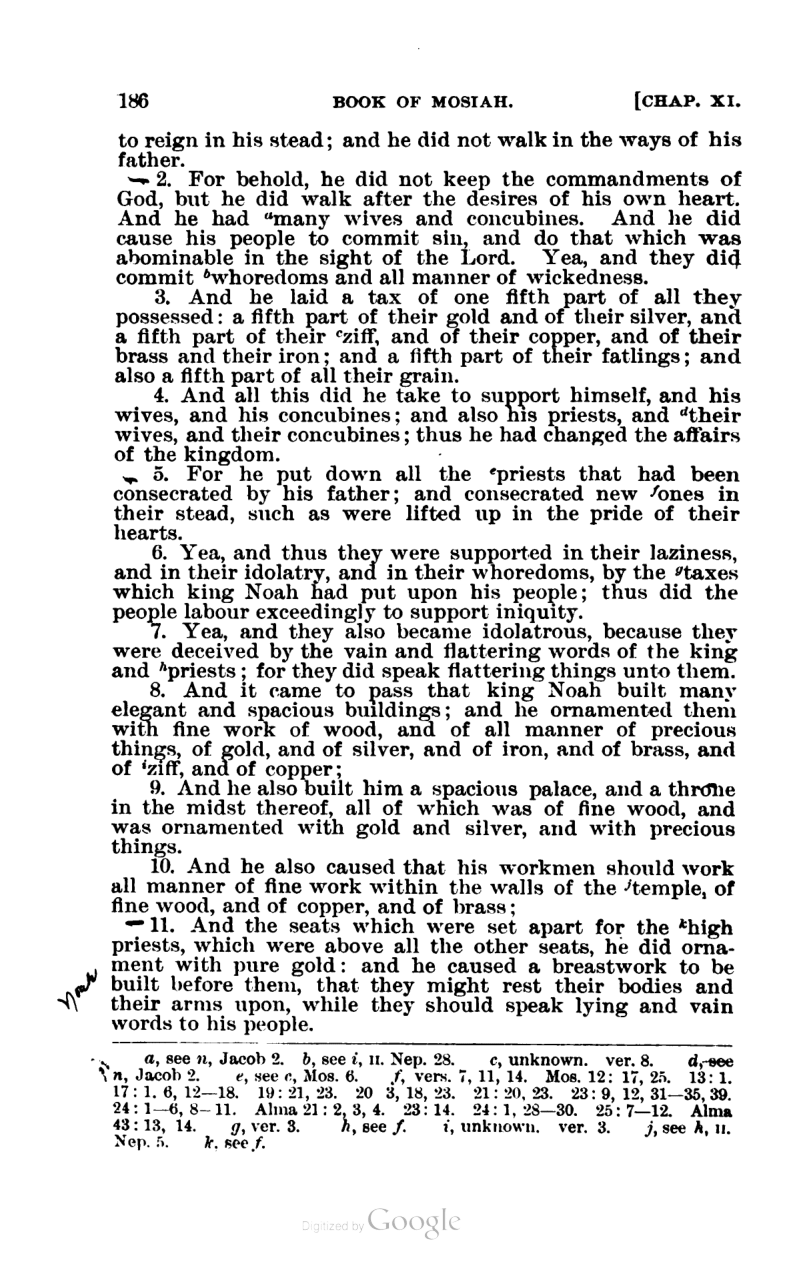 186 BOOK OF MOSIAH. [CHAP. XI.
to reign in his stead; and he did not walk in the ways of his
father.
2. For behold, he did not keep the commandments of
God, but he did walk after the desires of his own heart.
And he had ᵃmany wives and concubines. And he did
cause his people to commit sin, and do that which was
abominable in the sight of the Lord. Yea, and they did
commit ᵇwhoredoms and all manner of wickedness.
3. And he laid a tax of one fifth part of all they
possessed: a fifth part of their gold and of their silver, and
a fifth part of their ᶜziff, and of their copper, and of their
brass and their iron; and a fifth part of their fatlings; and
also a fifth part of all their grain.
4. And all this did he take to support himself, and his
wives, and his concubines; and also his priests, and ᵈtheir
wives, and their concubines; thus he had changed the affairs
of the kingdom.
5. For he put down all the ᵉpriests that had been
consecrated by his father; and consecrated new ᶠones in
their stead, such as were lifted up in the pride of their
hearts.
6. Yea, and thus they were supported in their laziness,
and in their idolatry, and in their whoredoms, by the ᵍtaxes
which king Noah had put upon his people; thus did the
people labour exceedingly to support iniquity.
7. Yea, and they also became idolatrous, because they
were deceived by the vain and flattering words of the king
and ʰpriests; for they did speak flattering things unto them.
8. And it came to pass that king Noah built many
elegant and spacious buildings; and he ornamented them
with fine work of wood, and of all manner of precious
things, of gold, and of silver, and of iron, and of brass, and
of ⁱziff, and of copper;
9. And he also built him a spacious palace, and a throne
in the midst thereof, all of which was of fine wood, and
was ornamented with gold and silver, and with precious
things.
10. And he also caused that his workmen should work
all manner of fine work within the walls of the ʲtemple, of
fine wood, and of copper, and of brass;
11. And the seats which were set apart for the ᵏhigh
priests, which were above all the other seats, he did orna-
ment with pure gold: and he caused a breastwork to be
built before them, that they might rest their bodies and
their arms upon, while they should speak lying and vain
words to his people.
a, see n, Jacob 2. b, see i, II. Nep. 28. c, unknown. ver. 8. d, see
n, Jacob 2. e, see c, Mos. 6. f, vers. 7, 11, 14. Mos. 12: 17, 25. 13: 1.
17: 1. 6, 12—18. 19: 21, 23. 20 3, 18, 23. 21: 20, 23. 23: 9, 12, 31—35, 39.
24: 1—6, 8—11. Alma 21: 2, 3, 4. 23: 14. 24: 1, 28—30. 25: 7—12. Alma
43: 13, 14. g, ver. 3. h, see f. i, unknown. ver. 3. j, see h, II.
Nep. 5. k, see f.
Digitized by Google